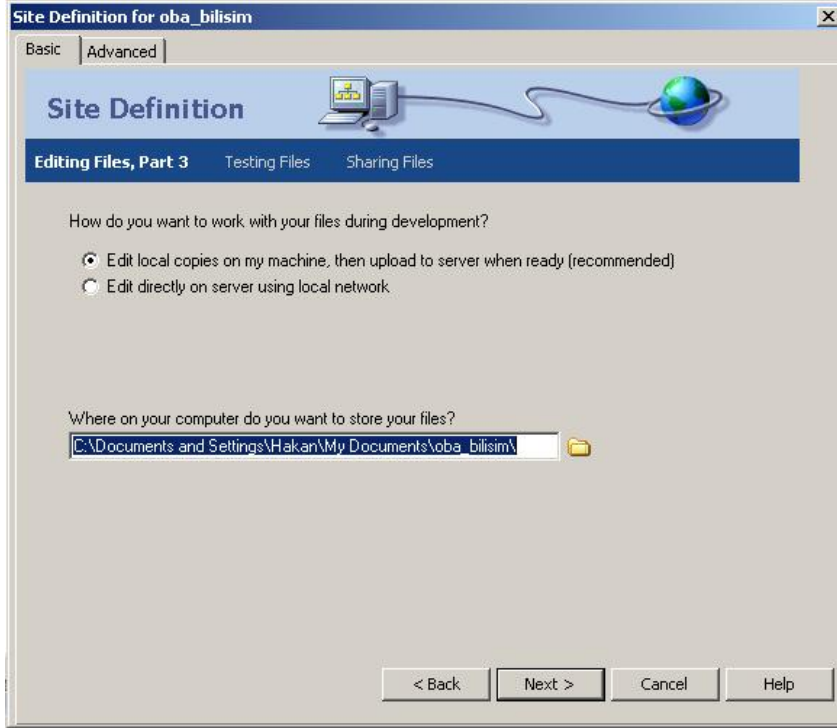 Site Definition for oba_bilisim
Basic Advanced
Site Definition
Editing Files, Part 3 Testing Files Sharing Files
How do you want to work with your files during development?
Edit local copies on my machine, then upload to server when ready (recommended)
Edit directly on server using local network
Where on your computer do you want to store your files?
C:\Documents and Settings\Hakan\My Documents\oba_bilisim\
< Back Next > Cancel Help